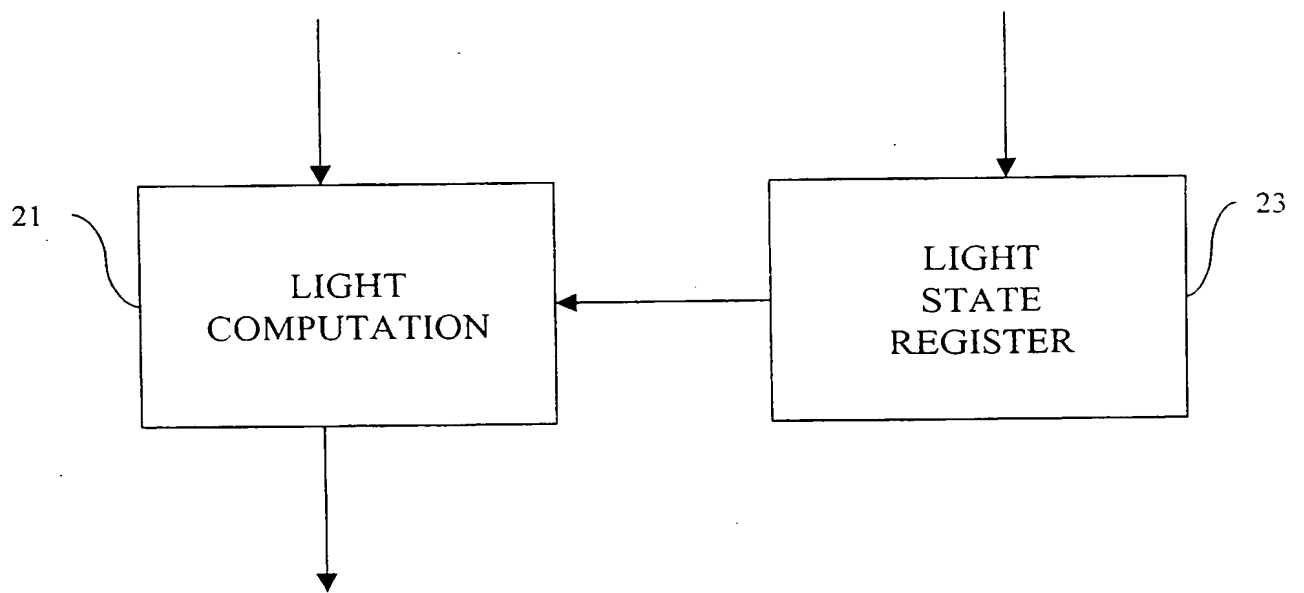 21
LIGHT
COMPUTATION
LIGHT
STATE
REGISTER
23